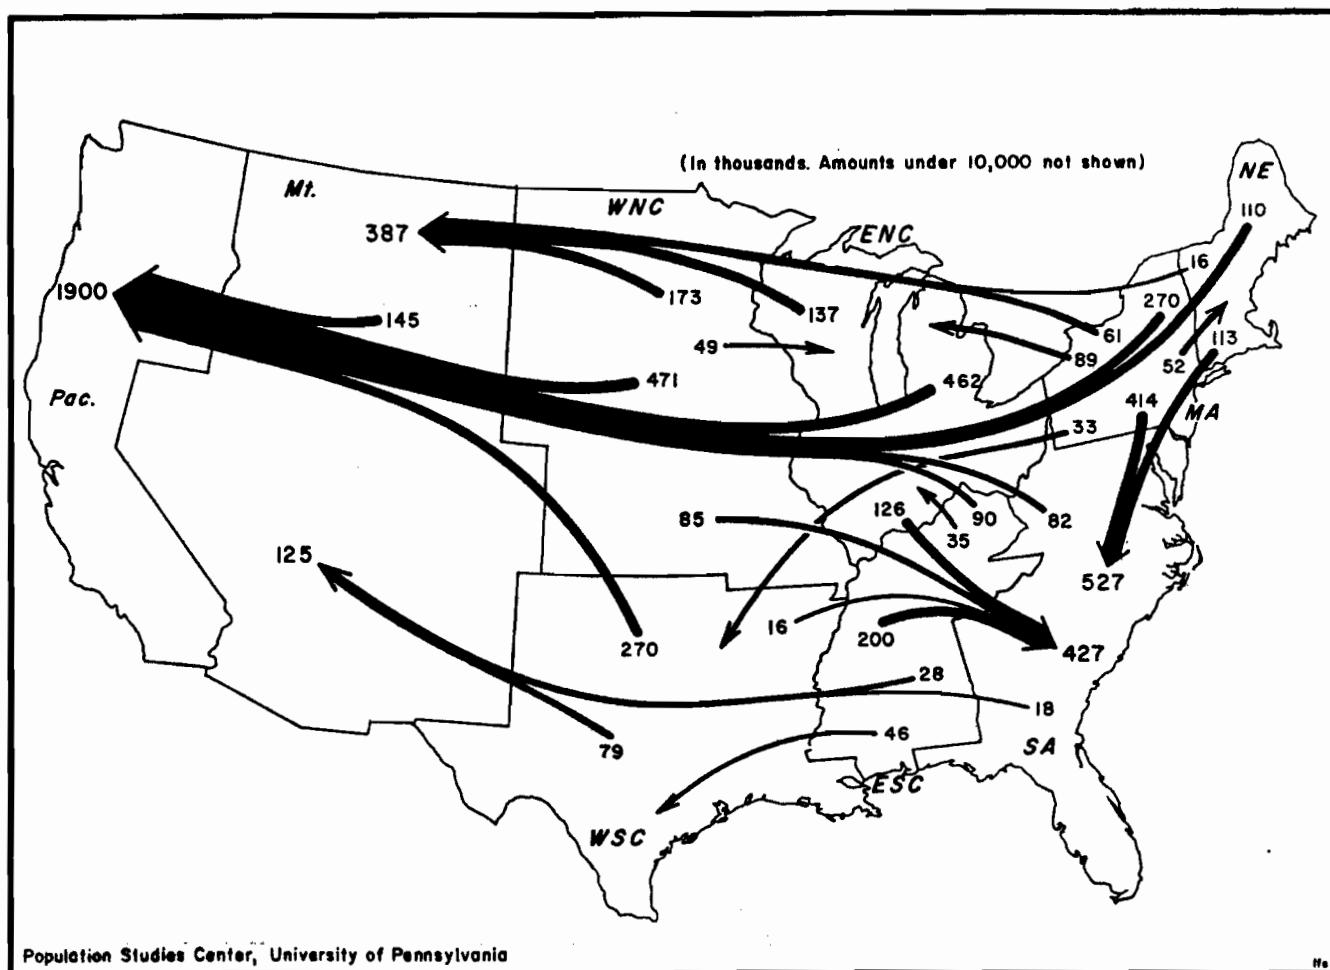 (In thousands. Amounts under 10,000 not shown)
NE
Mt.
WNC
110
387
ENC
16
1900
173
137
270
145
61
113
49
89
52
Pac.
471
462
414
MA
33
85
126
90
82
35
125
527
16
200
270
427
28
18
79
46
SA
ESC
WSC
Population Studies Center, University of Pennsylvania